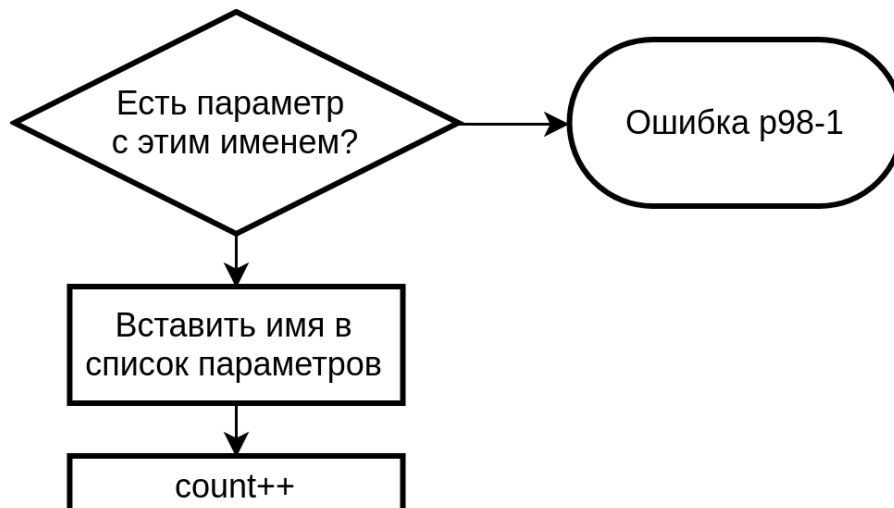 Есть параметр
с этим именем?
Ошибка p98-1
Вставить имя в
список параметров
count++